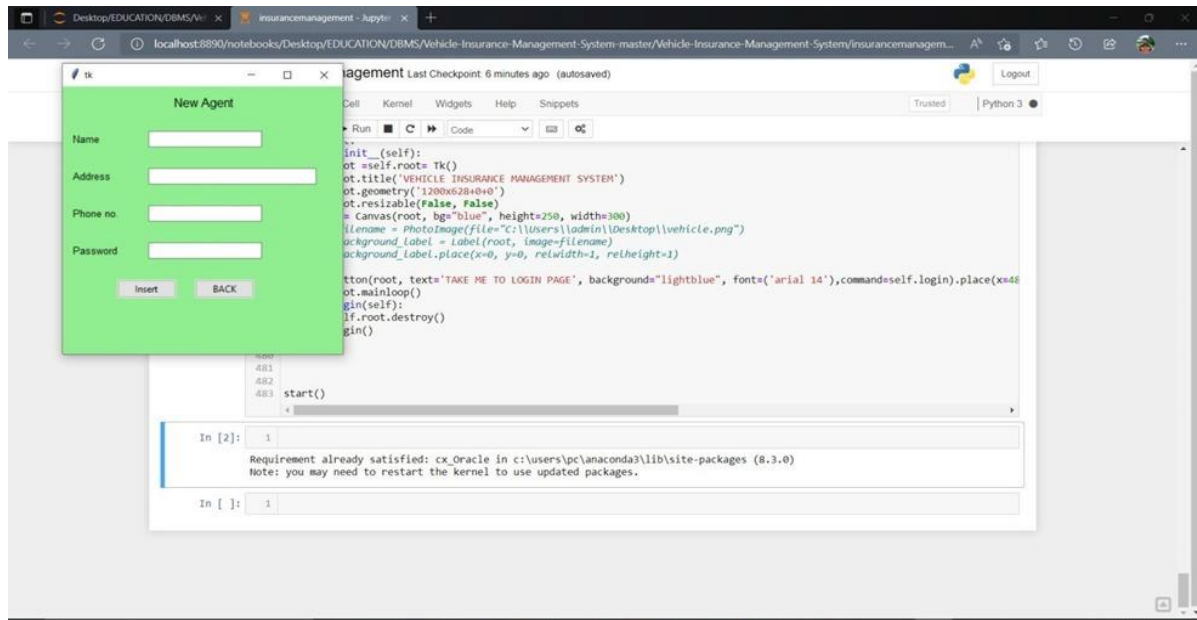 Desktop/EDUCATION/DBMS/Vel
insurancemanagement - Jupyter
localhost:8890/notebooks/Desktop/EDUCATION/DBMS/Vehicle-Insurance-Management-System-master/Vehicle-Insurance-Management-System/insurancemanagem...
tk
New Agent
Name
Address
Phone no
Password
Insert BACK
agement Last Checkpoint: 6 minutes ago (autosaved)
Logout
Cell Kernel Widgets Help Snippets
Trusted Python 3
Run Code
init__(self):
ot =self.root= Tk()
ot.title('VEHICLE INSURANCE MANAGEMENT SYSTEM')
ot.geometry('1200x628+0+0')
ot.resizable(False, False)
= Canvas(root, bg="blue", height=250, width=300)
ilename = PhotoImage(file="C:\\Users\\admin\\Desktop\\vehicle.png")
ackground_label = Label(root, image=filename)
ackground_label.place(x=0, y=0, relwidth=1, relheight=1)
tton(root, text='TAKE ME TO LOGIN PAGE', background="lightblue", font=('arial 14'),command=self.login).place(x=48
ot.mainloop()
gin(self):
lf.root.destroy()
gin()
480
481
482
483 start()
In [2]: 1
Requirement already satisfied: cx_Oracle in c:\users\pc\anaconda3\lib\site-packages (8.3.0)
Note: you may need to restart the kernel to use updated packages.
In [ ]: 1